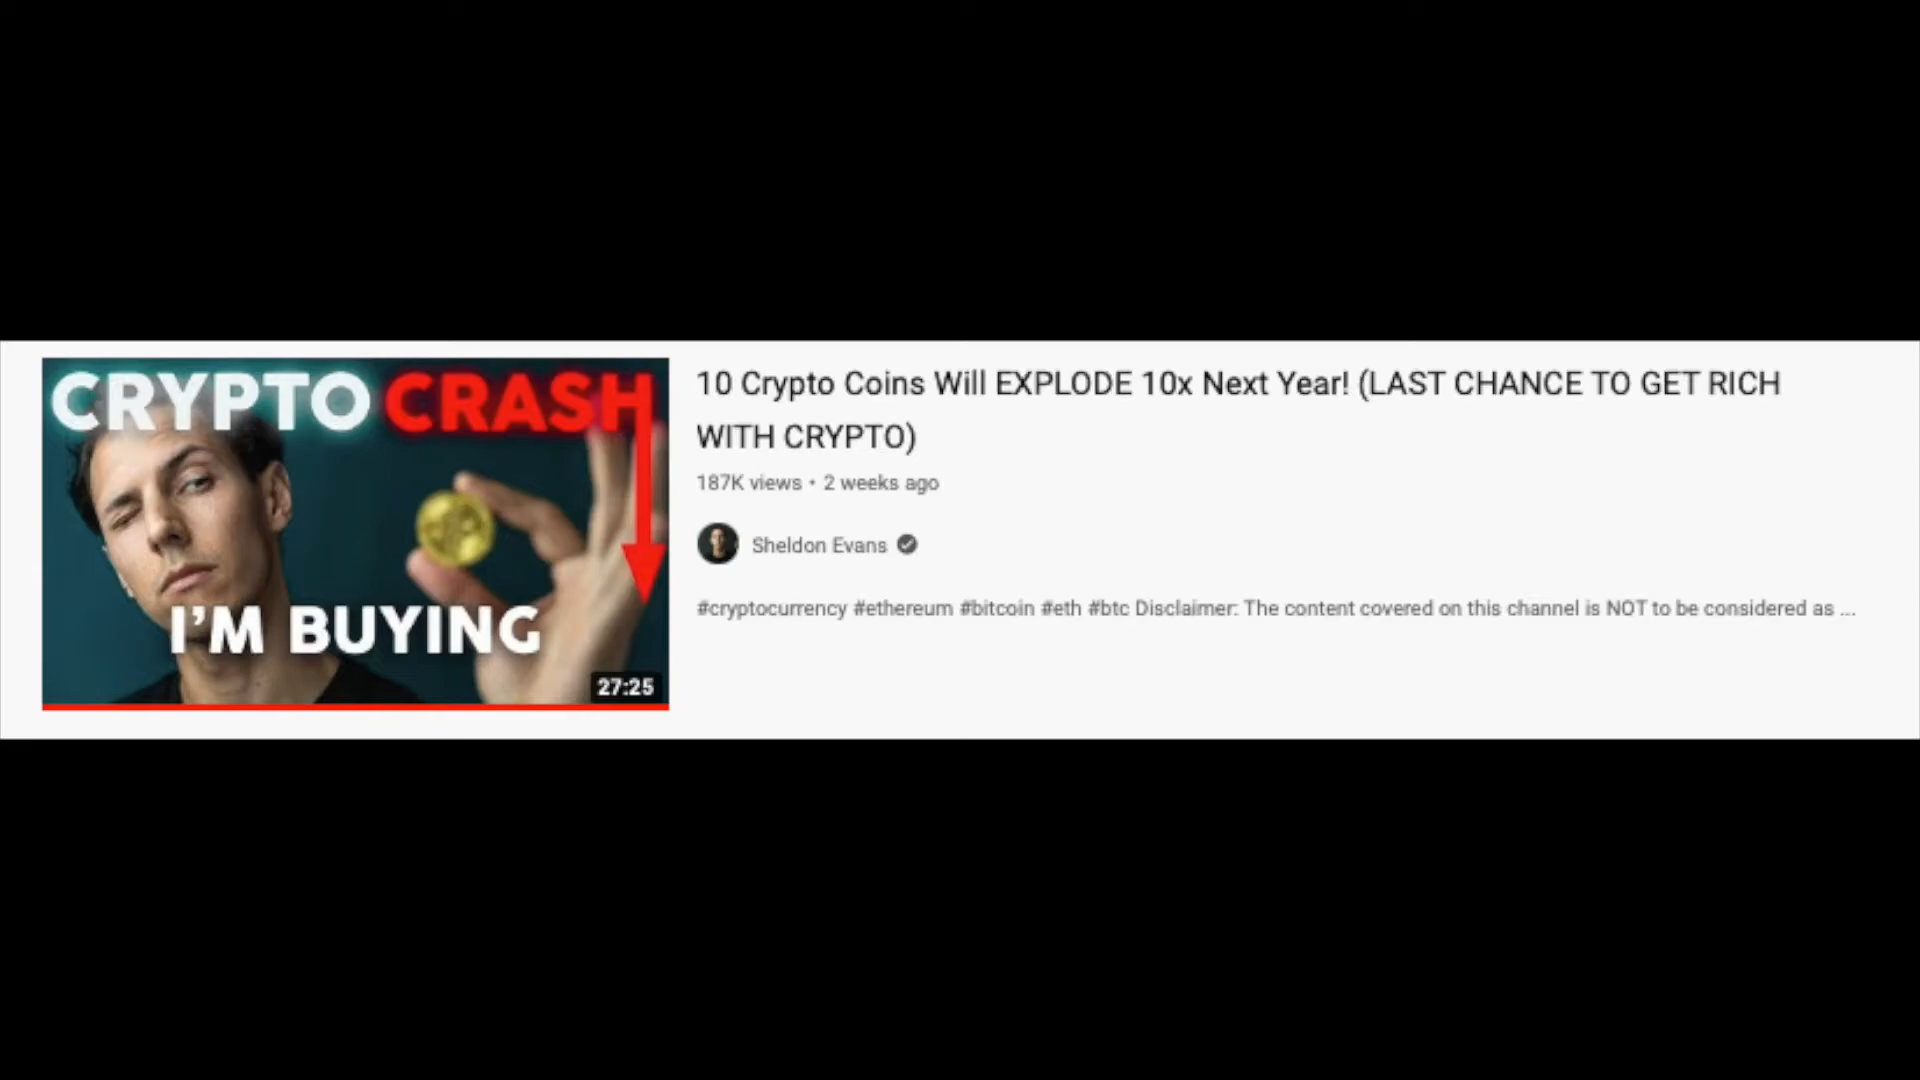 CRYPTO CRASH
I'M BUYING
27:25
10 Crypto Coins Will EXPLODE 10x Next Year! (LAST CHANCE TO GET RICH
WITH CRYPTO)
187K views • 2 weeks ago
Sheldon Evans
#cryptocurrency #ethereum #bitcoin #eth #btc Disclaimer: The content covered on this channel is NOT to be considered as ...